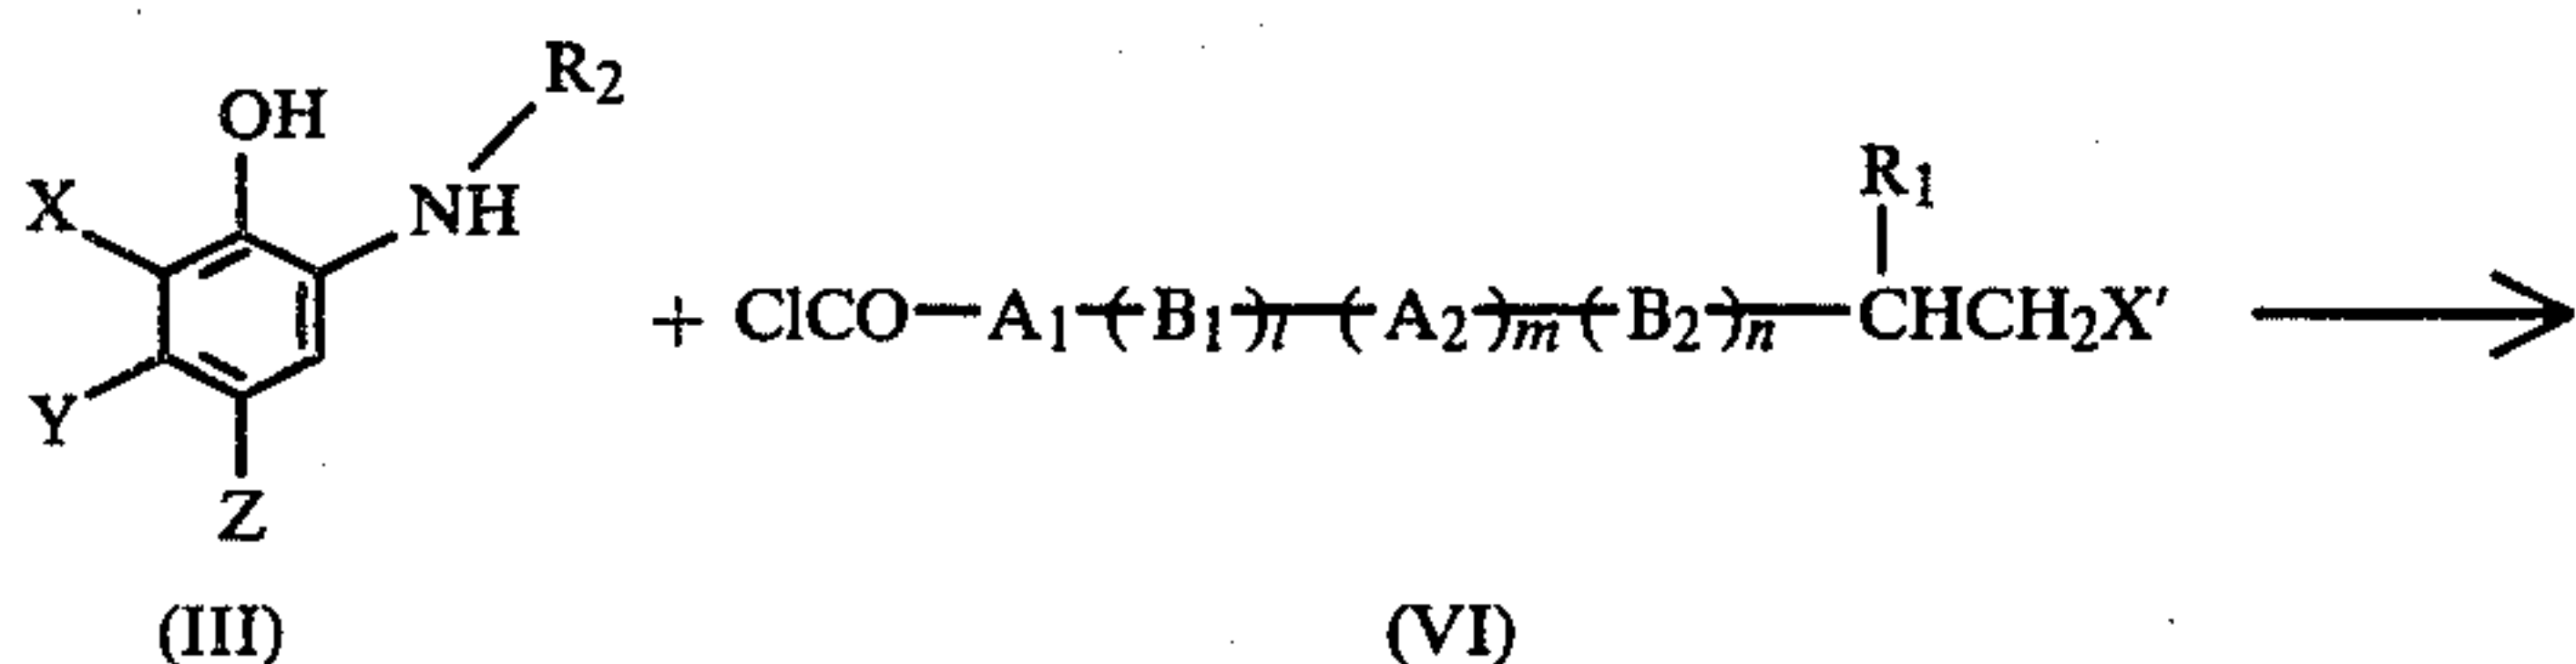 R2
OH
X
NH
R1
+ ClCO—A1—(B1)l—(A2)m—(B2)n—CHCH2X'
Y
Z
(III)
(VI)